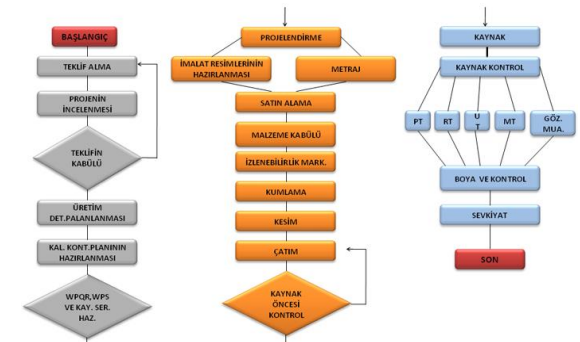 BAŞLANGIÇ
TEKLİF ALMA
PROJENİN
İNCELENMESİ
TEKLİFİN
KABÜLÜ
ÜRETİM
DET.PALANLANMASI
KAL. KONT.PLANININ
HAZIRLANMASI
WPQR,WPS
VE KAY. SER.
HAZ.
PROJELENDİRME
İMALAT RESİMLERİNİN
HAZIRLANMASI
METRAJ
SATIN ALAMA
MALZEME KABÜLÜ
İZLENEBİLİRLİK MARK.
KUMLAMA
KESİM
ÇATIM
KAYNAK
ÖNCESİ
KONTROL
KAYNAK
KAYNAK KONTROL
PT
RT
U
T
MT
GÖZ.
MUA.
BOYA VE KONTROL
SEVKİYAT
SON